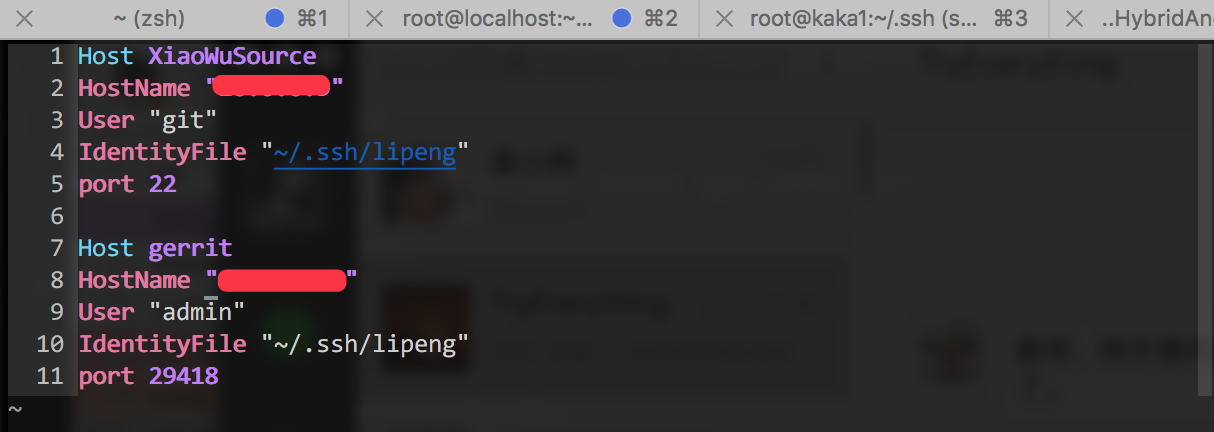 ~ (zsh) ⌘1 root@localhost:~... ⌘2 root@kaka1:~/.ssh (s... ⌘3 ..HybridAn
1 Host XiaoWuSource
2 HostName " "
3 User "git"
4 IdentityFile "~/.ssh/lipeng"
5 port 22
6
7 Host gerrit
8 HostName " "
9 User "admin"
10 IdentityFile "~/.ssh/lipeng"
11 port 29418
~